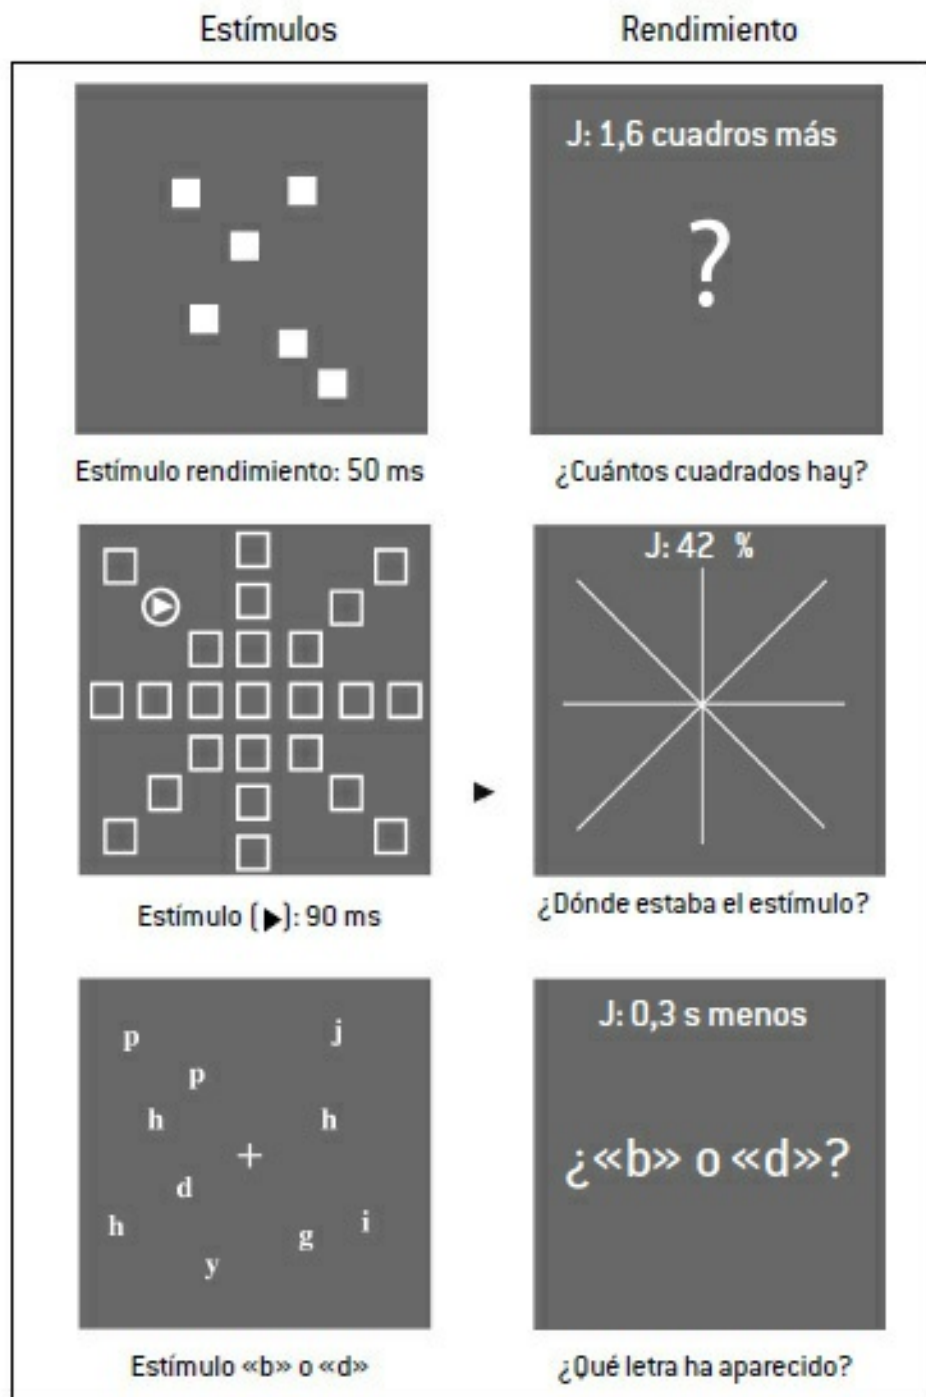 Estímulos Rendimiento
J: 1,6 cuadros más
?
Estímulo rendimiento: 50 ms ¿Cuántos cuadrados hay?
J: 42 %
Estímulo (▶): 90 ms ¿Dónde estaba el estímulo?
J: 0,3 s menos
p j
p
h h
+ ¿«b» o «d»?
d
h g i
y
Estímulo «b» o «d» ¿Qué letra ha aparecido?